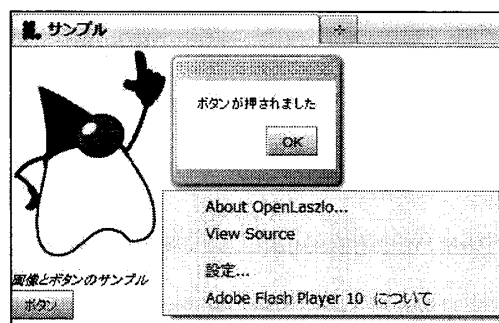 サンプル
ボタンが押されました
OK
About OpenLaszlo...
View Source
設定...
Adobe Flash Player 10 について
画像とボタンのサンプル
ボタン